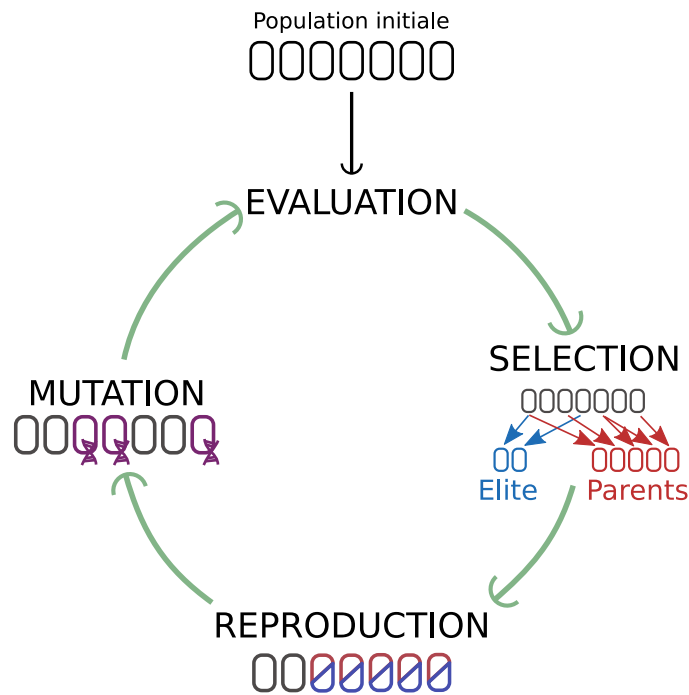 Population initiale
EVALUATION
SELECTION
Elite
Parents
REPRODUCTION
MUTATION